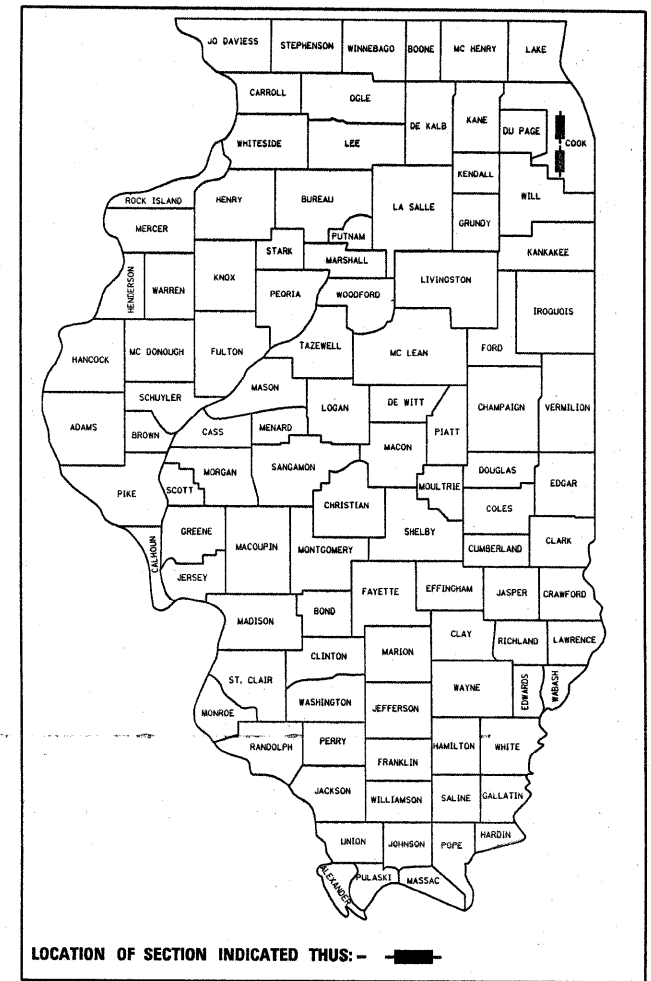 JO DAVIESS STEPHENSON WINNEBAGO BOONE MC HENRY LAKE
CARROLL OGLE DE KALB KANE DU PAGE COOK
WHITESIDE LEE
KENDALL WILL
ROCK ISLAND HENRY BUREAU LA SALLE GRUNDY
MERCER PUTNAM
STARK MARSHALL KANKAKEE
HENDERSON WARREN KNOX PEORIA WOODFORD LIVINGSTON IROQUOIS
HANCOCK MC DONOUGH FULTON TAZEWELL MC LEAN FORD
SCHUYLER MASON LOGAN DE WITT CHAMPAIGN VERMILION
ADAMS BROWN CASS MENARD MACON PIATT
MORGAN SANGAMON DOUGLAS EDGAR
PIKE SCOTT CHRISTIAN MOULTRIE COLES
GREENE MACOUPIN MONTGOMERY SHELBY CUMBERLAND CLARK
CALHOUN JERSEY FAYETTE EFFINGHAM JASPER CRAWFORD
MADISON BOND CLAY RICHLAND LAWRENCE
CLINTON MARION
ST. CLAIR WAYNE EDWARDS WABASH
MONROE WASHINGTON JEFFERSON
RANDOLPH PERRY FRANKLIN HAMILTON WHITE
JACKSON WILLIAMSON SALINE GALLATIN
UNION JOHNSON POPE HARDIN
ALEXANDER PULASKI MASSAC
LOCATION OF SECTION INDICATED THUS: -